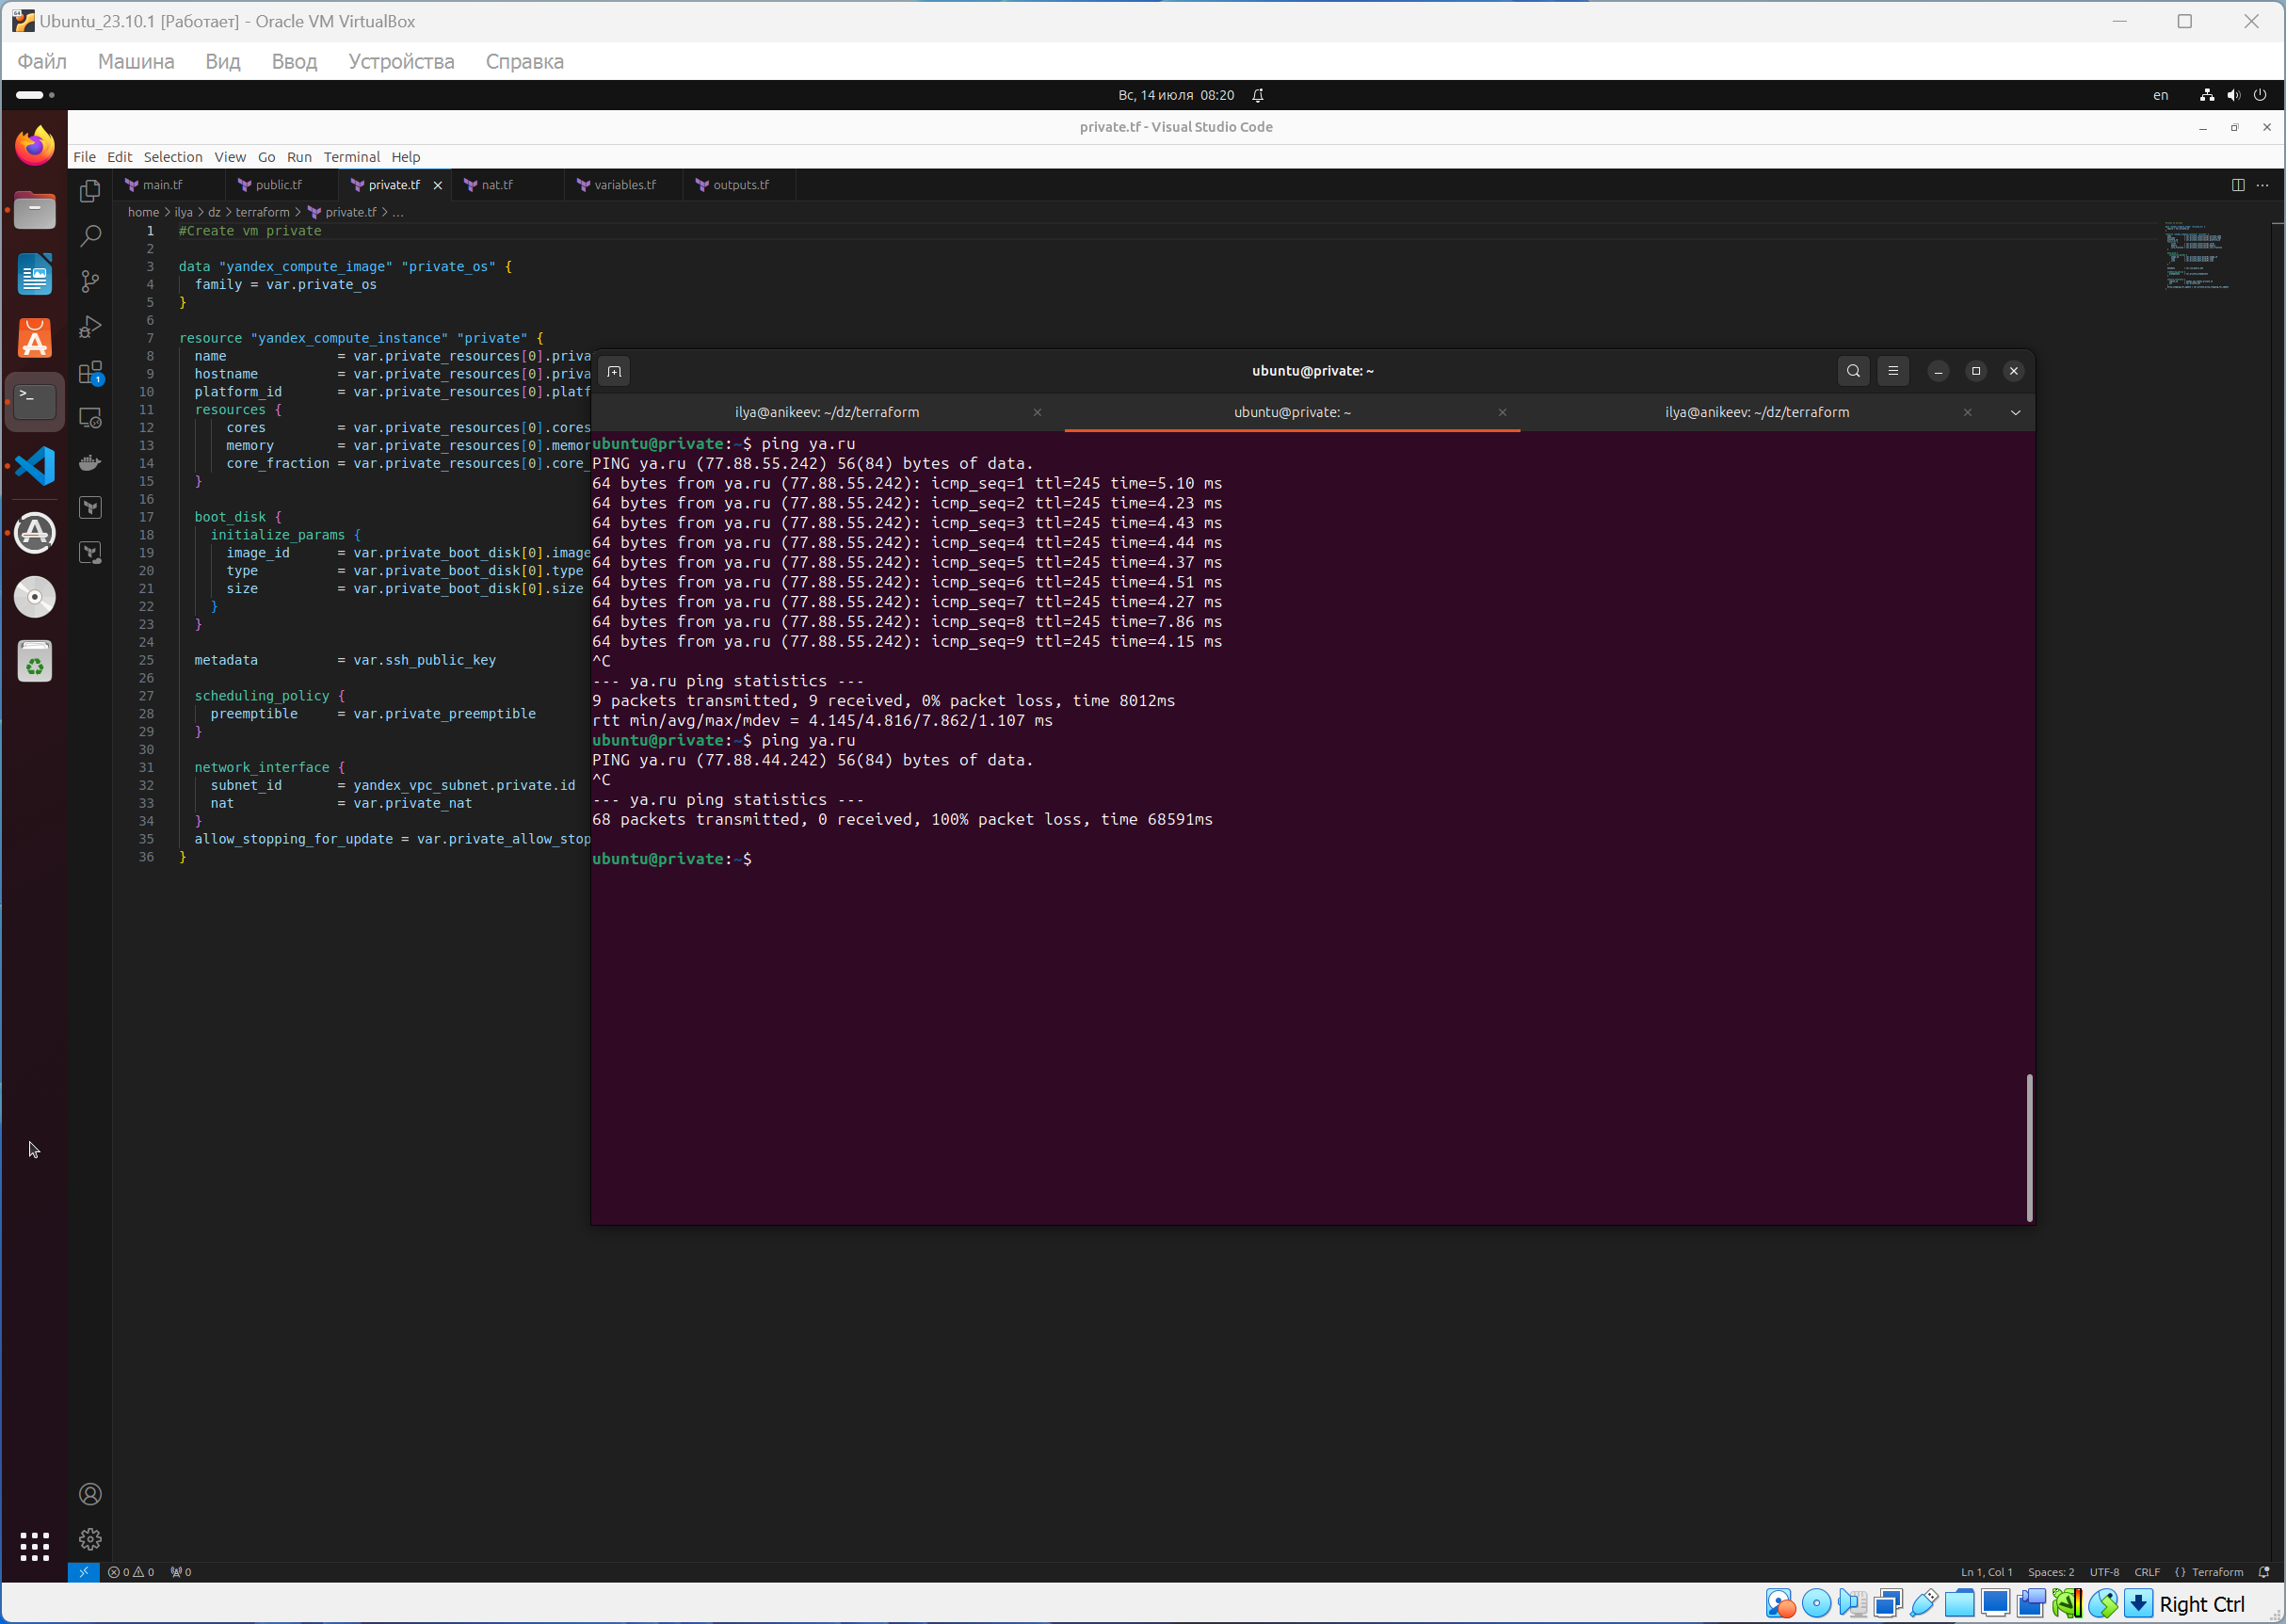 Ubuntu_23.10.1 [Работает] - Oracle VM VirtualBox
Файл Машина Вид Ввод Устройства Справка
Вс, 14 июля 08:20
en
private.tf - Visual Studio Code
File Edit Selection View Go Run Terminal Help
main.tf public.tf private.tf nat.tf variables.tf outputs.tf
home > ilya > dz > terraform > private.tf > ...
1 #Create vm private
2
3 data "yandex_compute_image" "private_os" {
4 family = var.private_os
5 }
6
7 resource "yandex_compute_instance" "private" {
8 name = var.private_resources[0].priva
9 hostname = var.private_resources[0].priva
10 platform_id = var.private_resources[0].platf
11 resources {
12 cores = var.private_resources[0].cores
13 memory = var.private_resources[0].memor
14 core_fraction = var.private_resources[0].core_
15 }
16
17 boot_disk {
18 initialize_params {
19 image_id = var.private_boot_disk[0].image
20 type = var.private_boot_disk[0].type
21 size = var.private_boot_disk[0].size
22 }
23 }
24
25 metadata = var.ssh_public_key
26
27 scheduling_policy {
28 preemptible = var.private_preemptible
29 }
30
31 network_interface {
32 subnet_id = yandex_vpc_subnet.private.id
33 nat = var.private_nat
34 }
35 allow_stopping_for_update = var.private_allow_stop
36 }
ubuntu@private: ~
ilya@anikeev: ~/dz/terraform ubuntu@private: ~ ilya@anikeev: ~/dz/terraform
ubuntu@private:~$ ping ya.ru
PING ya.ru (77.88.55.242) 56(84) bytes of data.
64 bytes from ya.ru (77.88.55.242): icmp_seq=1 ttl=245 time=5.10 ms
64 bytes from ya.ru (77.88.55.242): icmp_seq=2 ttl=245 time=4.23 ms
64 bytes from ya.ru (77.88.55.242): icmp_seq=3 ttl=245 time=4.43 ms
64 bytes from ya.ru (77.88.55.242): icmp_seq=4 ttl=245 time=4.44 ms
64 bytes from ya.ru (77.88.55.242): icmp_seq=5 ttl=245 time=4.37 ms
64 bytes from ya.ru (77.88.55.242): icmp_seq=6 ttl=245 time=4.51 ms
64 bytes from ya.ru (77.88.55.242): icmp_seq=7 ttl=245 time=4.27 ms
64 bytes from ya.ru (77.88.55.242): icmp_seq=8 ttl=245 time=7.86 ms
64 bytes from ya.ru (77.88.55.242): icmp_seq=9 ttl=245 time=4.15 ms
^C
--- ya.ru ping statistics ---
9 packets transmitted, 9 received, 0% packet loss, time 8012ms
rtt min/avg/max/mdev = 4.145/4.816/7.862/1.107 ms
ubuntu@private:~$ ping ya.ru
PING ya.ru (77.88.44.242) 56(84) bytes of data.
^C
--- ya.ru ping statistics ---
68 packets transmitted, 0 received, 100% packet loss, time 68591ms
ubuntu@private:~$
0 0 0
Ln 1, Col 1 Spaces: 2 UTF-8 CRLF {} Terraform
Right Ctrl